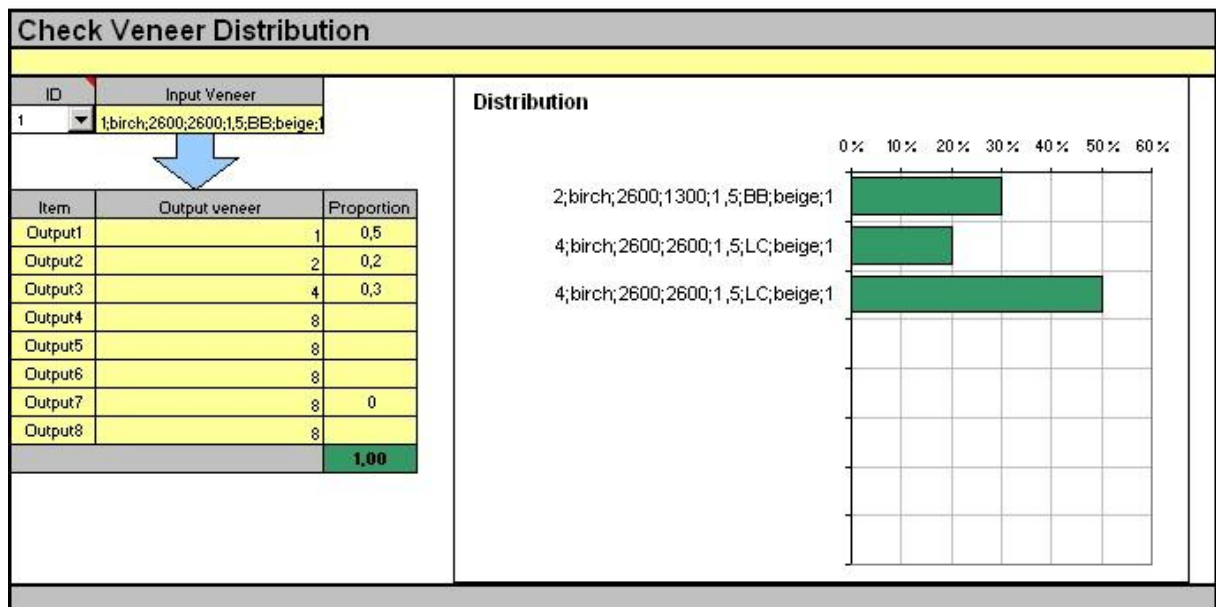 Check Veneer Distribution
ID Input Veneer
1 1;birch;2600;2600;1,5;BB;beige;1
Item Output veneer Proportion
Output1 1 0,5
Output2 2 0,2
Output3 4 0,3
Output4 8
Output5 8
Output6 8
Output7 8 0
Output8 8
1,00
Distribution
0% 10% 20% 30% 40% 50% 60%
2;birch;2600;1300;1,5;BB;beige;1
4;birch;2600;2600;1,5;LC;beige;1
4;birch;2600;2600;1,5;LC;beige;1